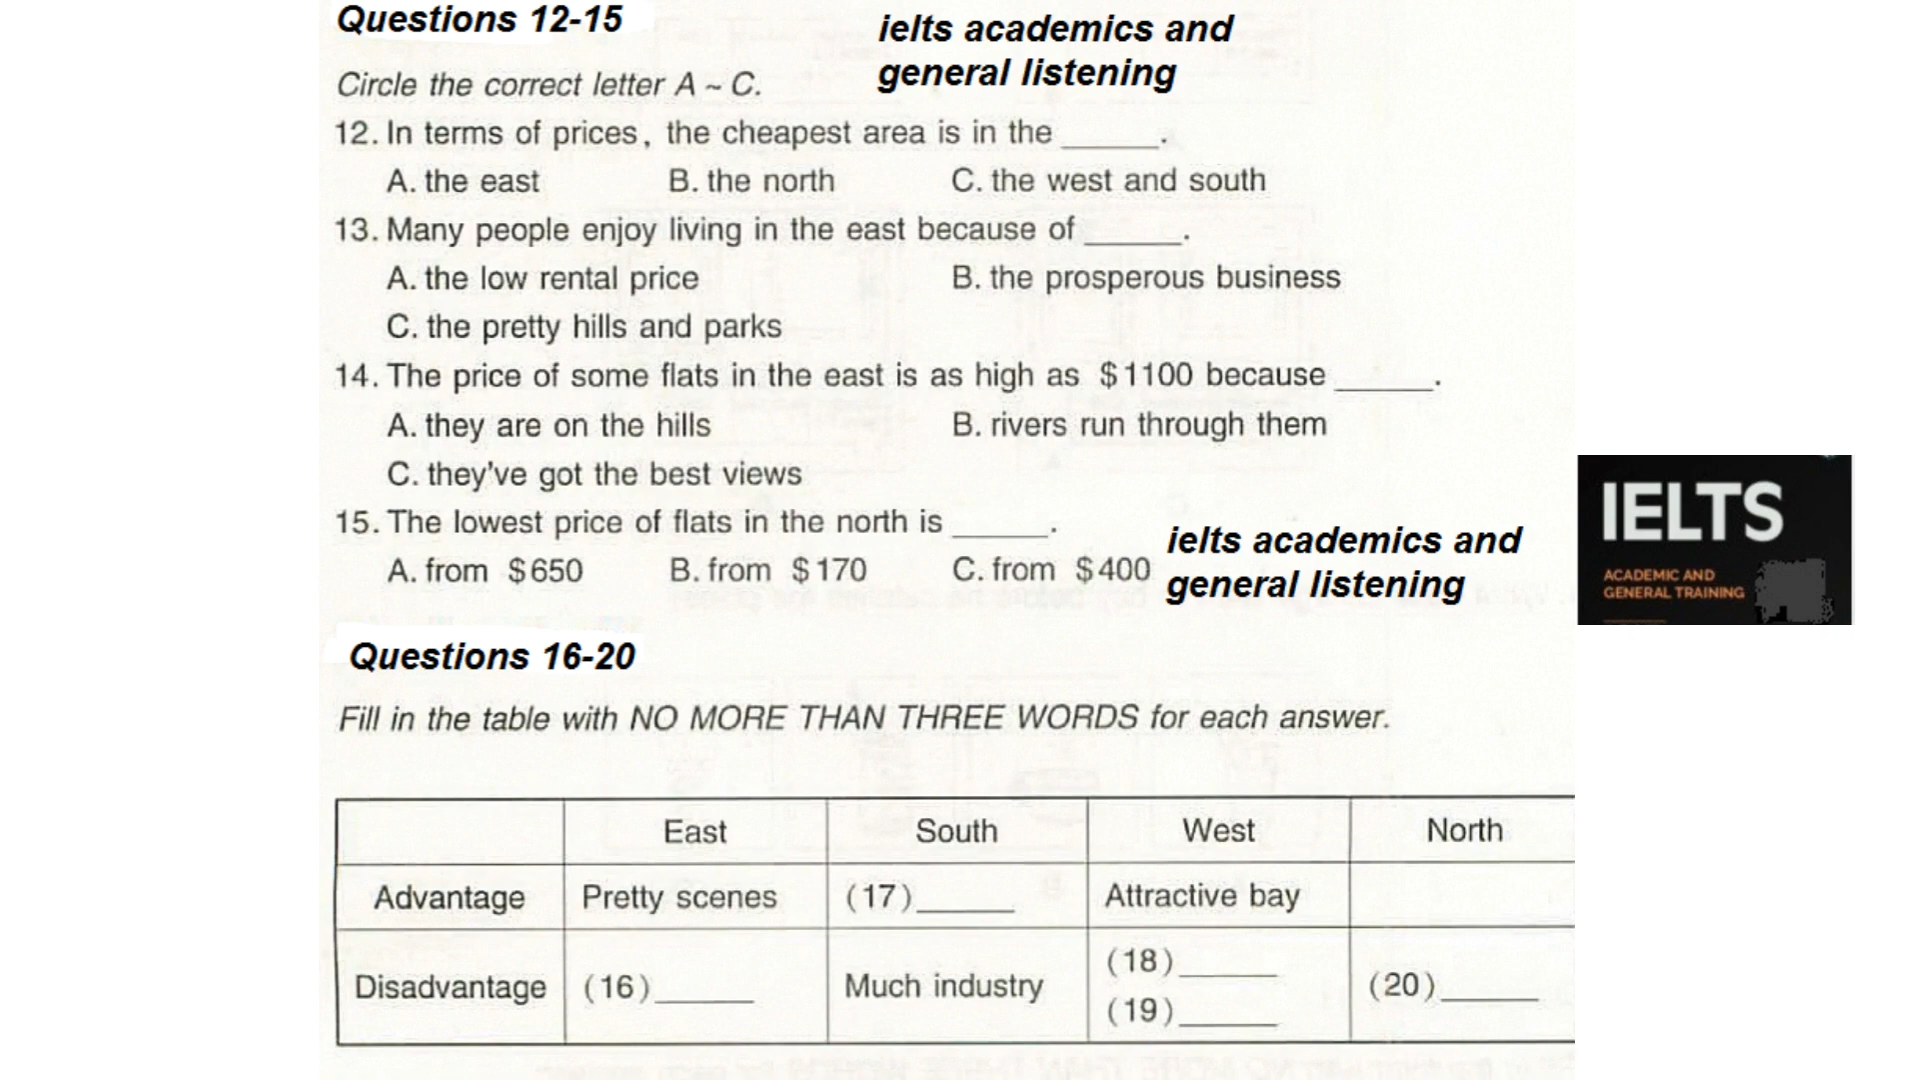 Questions 12-15
ielts academics and
general listening
Circle the correct letter A ~ C.
12. In terms of prices, the cheapest area is in the ______.
A. the east B. the north C. the west and south
13. Many people enjoy living in the east because of ______.
A. the low rental price B. the prosperous business
C. the pretty hills and parks
14. The price of some flats in the east is as high as $1100 because ______.
A. they are on the hills B. rivers run through them
C. they've got the best views
15. The lowest price of flats in the north is ______.
A. from $650 B. from $170 C. from $400
ielts academics and
general listening
IELTS
ACADEMIC AND
GENERAL TRAINING
Questions 16-20
Fill in the table with NO MORE THAN THREE WORDS for each answer.
East South West North
Advantage Pretty scenes (17)______ Attractive bay
Disadvantage (16)______ Much industry (18)______ (19)______ (20)______